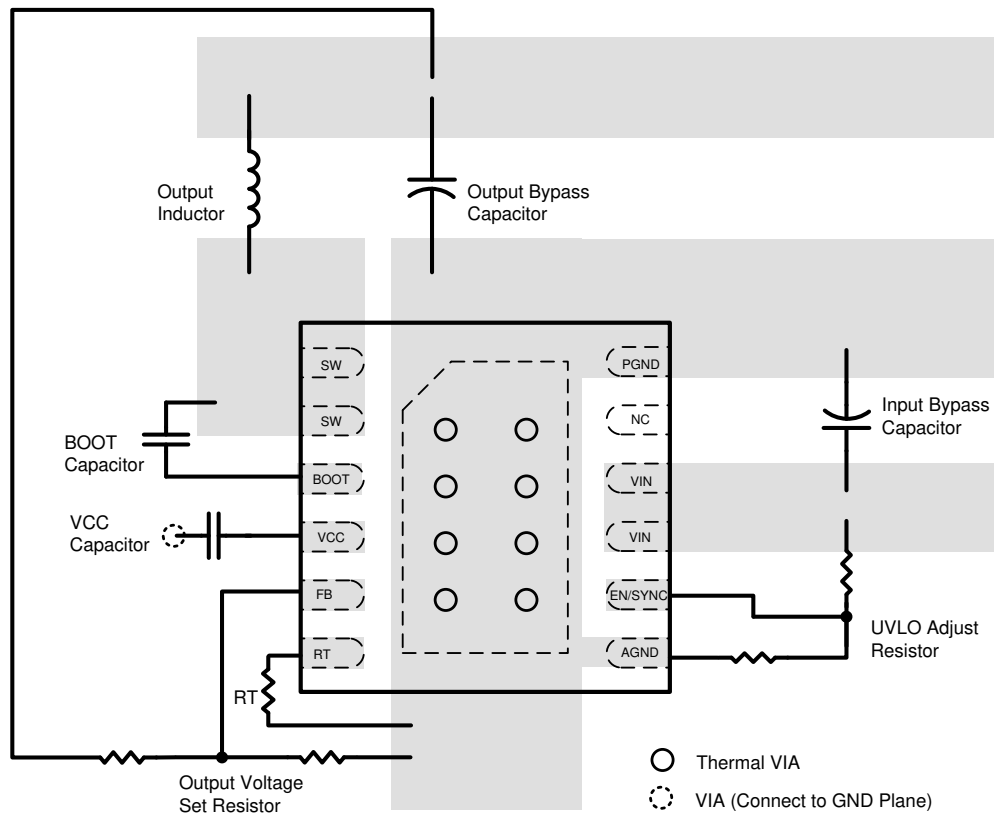 Output
Inductor
Output Bypass
Capacitor
SW
PGND
SW
NC
Input Bypass
Capacitor
BOOT
Capacitor
BOOT
VIN
VCC
Capacitor
VCC
VIN
FB
EN/SYNC
UVLO Adjust
Resistor
RT
AGND
RT
Output Voltage
Set Resistor
Thermal VIA
VIA (Connect to GND Plane)